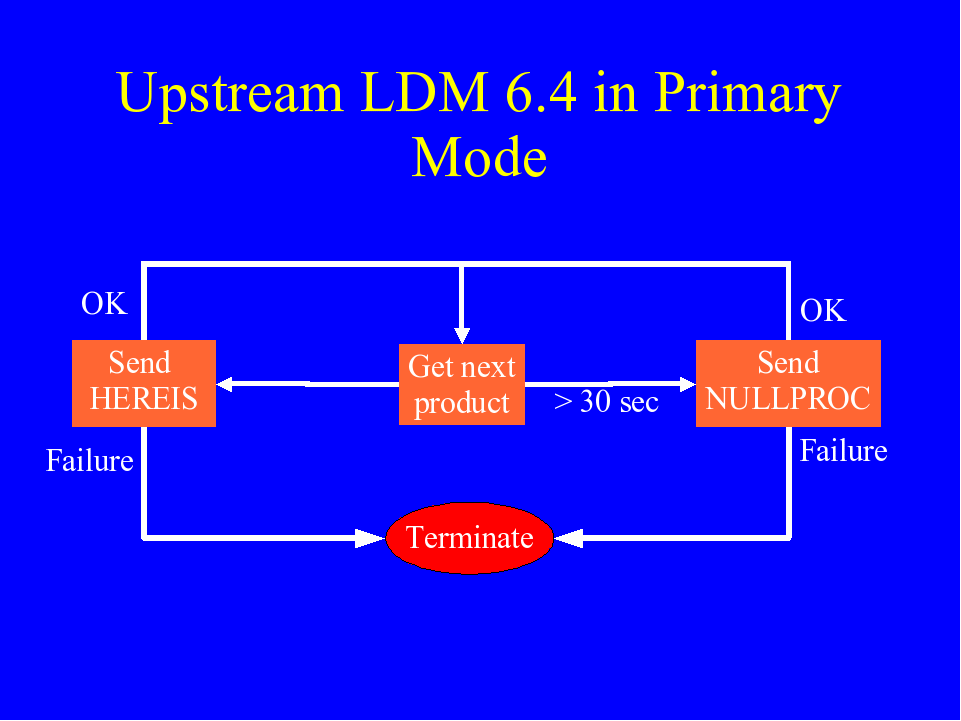 Upstream LDM 6.4 in Primary
Mode
OK
OK
Send
HEREIS
Get next
product
> 30 sec
Send
NULLPROC
Failure
Failure
Terminate